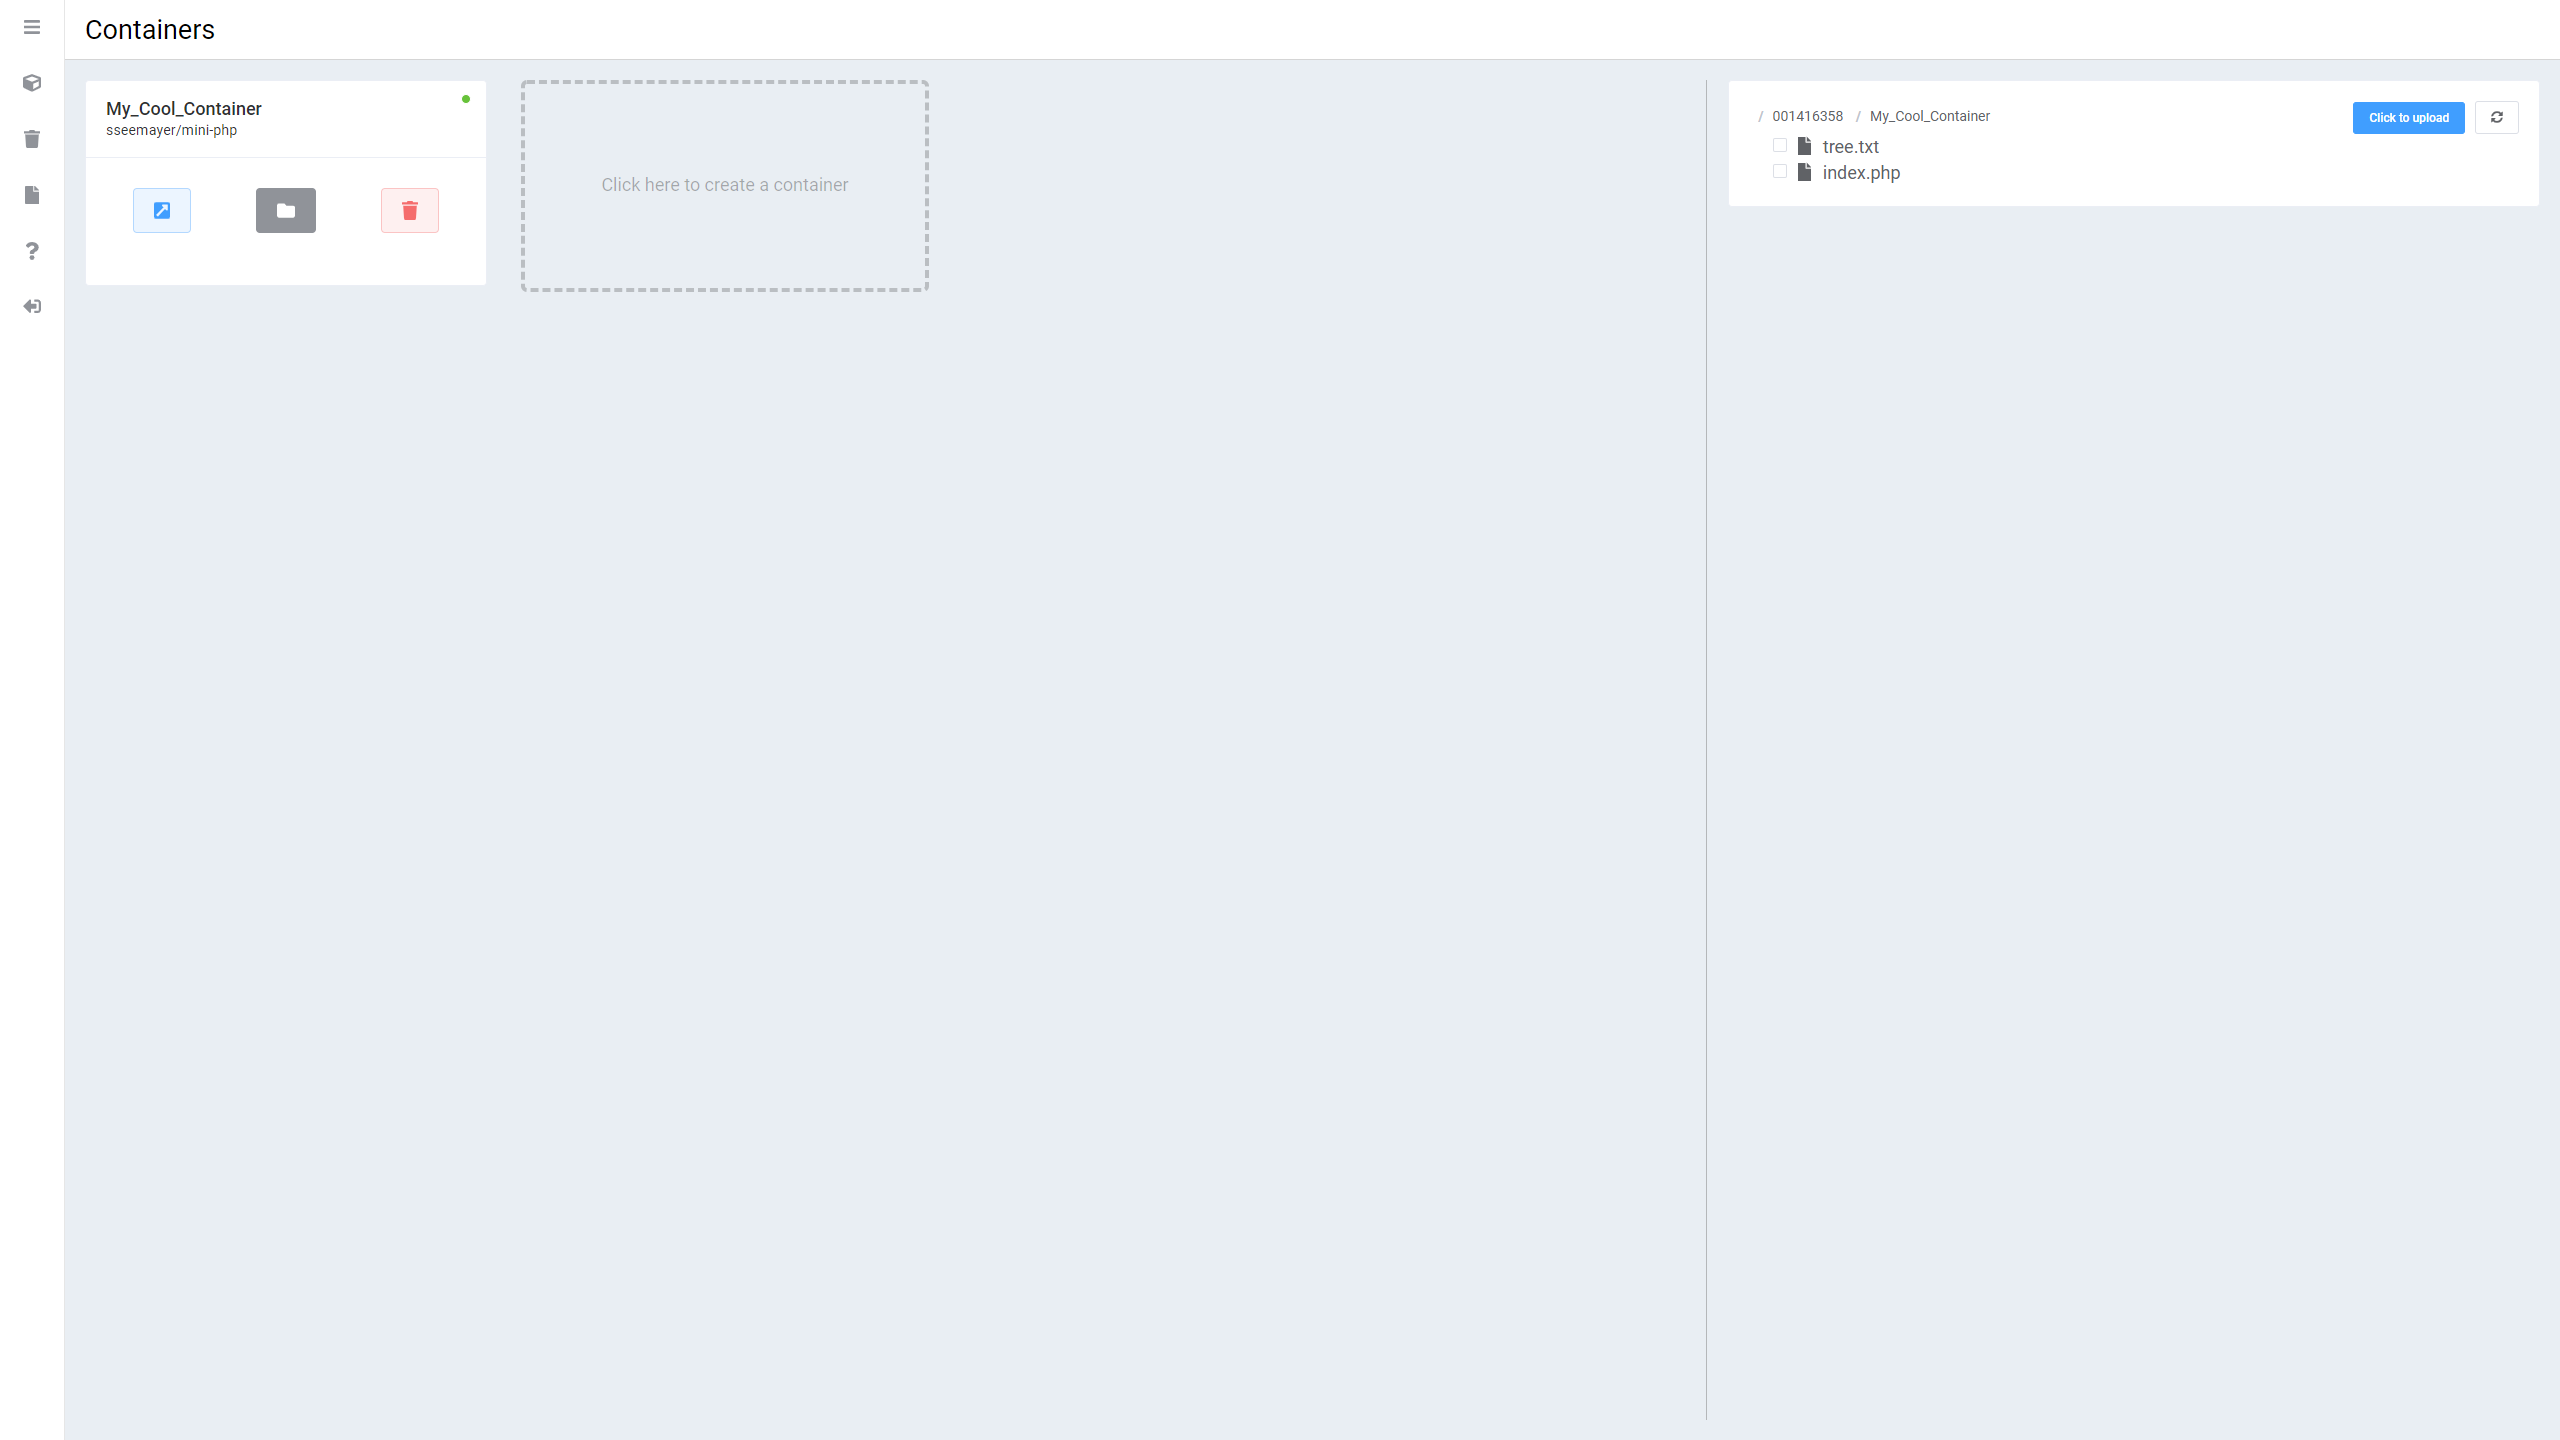 Containers
My_Cool_Container
sseemayer/mini-php
Click here to create a container
/ 001416358 / My_Cool_Container
Click to upload
tree.txt
index.php